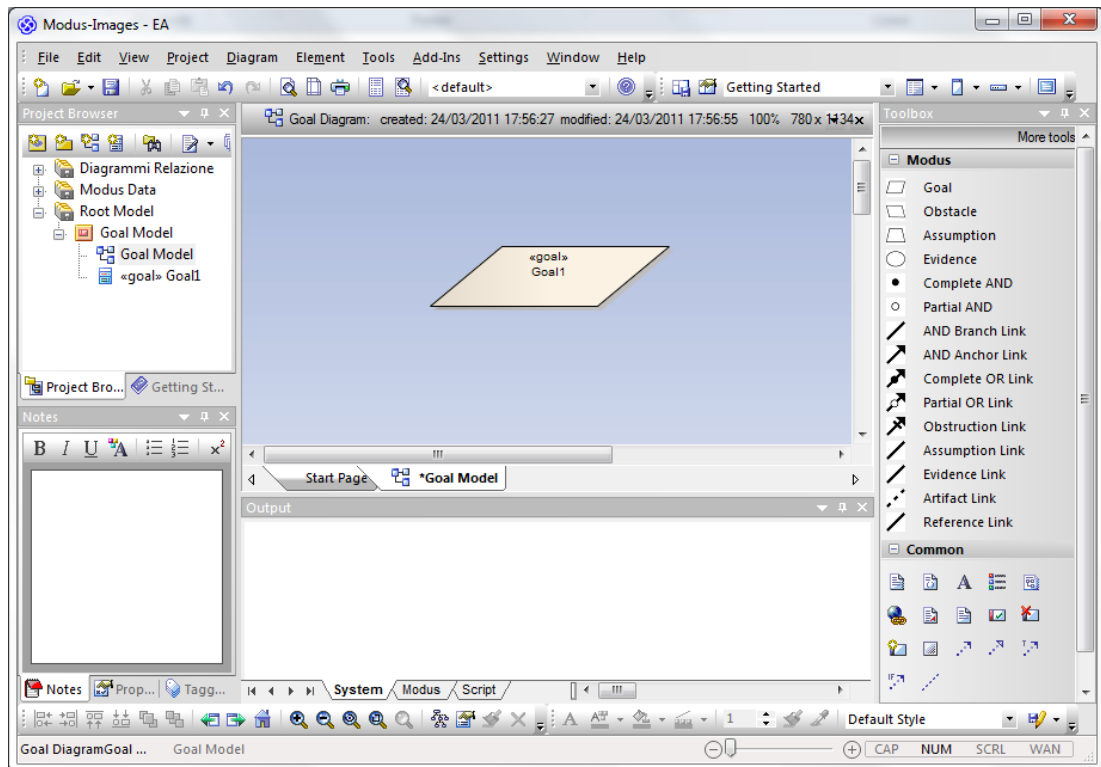 Modus-Images - EA
File Edit View Project Diagram Element Tools Add-Ins Settings Window Help
<default> Getting Started
Project Browser
Diagrammi Relazione
Modus Data
Root Model
Goal Model
Goal Model
«goal» Goal1
Project Bro... Getting St...
Notes
B I U A x²
Notes Prop... Tagg...
Goal Diagram: created: 24/03/2011 17:56:27 modified: 24/03/2011 17:56:55 100% 780 x 1134
«goal»
Goal1
Start Page *Goal Model
Output
System Modus Script
Toolbox
More tools
Modus
Goal
Obstacle
Assumption
Evidence
Complete AND
Partial AND
AND Branch Link
AND Anchor Link
Complete OR Link
Partial OR Link
Obstruction Link
Assumption Link
Evidence Link
Artifact Link
Reference Link
Common
A
IF
A 1 Default Style
Goal DiagramGoal ... Goal Model CAP NUM SCRL WAN